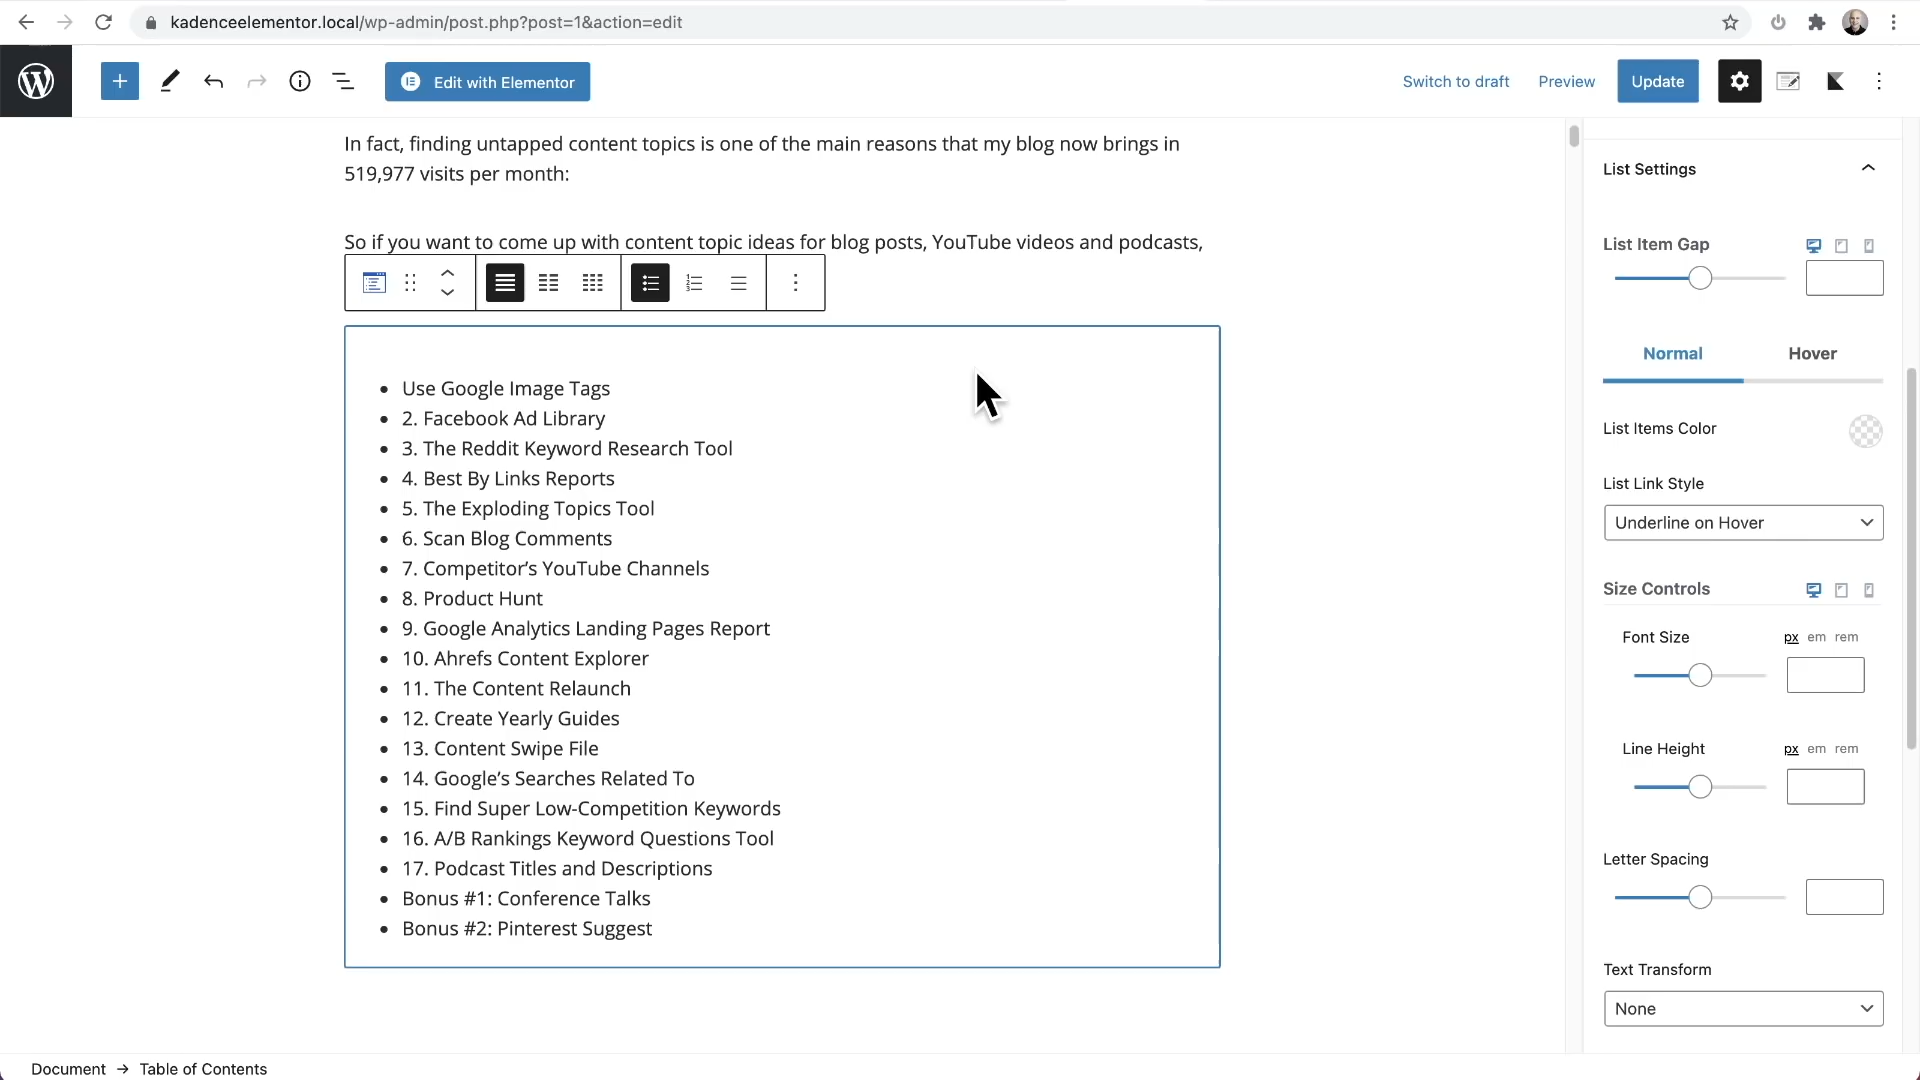 kadenceelementor.local/wp-admin/post.php?post=1&action=edit
Edit with Elementor
Switch to draft
Preview
Update
In fact, finding untapped content topics is one of the main reasons that my blog now brings in
519,977 visits per month:
So if you want to come up with content topic ideas for blog posts, YouTube videos and podcasts,
Use Google Image Tags
2. Facebook Ad Library
3. The Reddit Keyword Research Tool
4. Best By Links Reports
5. The Exploding Topics Tool
6. Scan Blog Comments
7. Competitor’s YouTube Channels
8. Product Hunt
9. Google Analytics Landing Pages Report
10. Ahrefs Content Explorer
11. The Content Relaunch
12. Create Yearly Guides
13. Content Swipe File
14. Google’s Searches Related To
15. Find Super Low-Competition Keywords
16. A/B Rankings Keyword Questions Tool
17. Podcast Titles and Descriptions
Bonus #1: Conference Talks
Bonus #2: Pinterest Suggest
List Settings
List Item Gap
Normal Hover
List Items Color
List Link Style
Underline on Hover
Size Controls
Font Size px em rem
Line Height px em rem
Letter Spacing
Text Transform
None
Document → Table of Contents